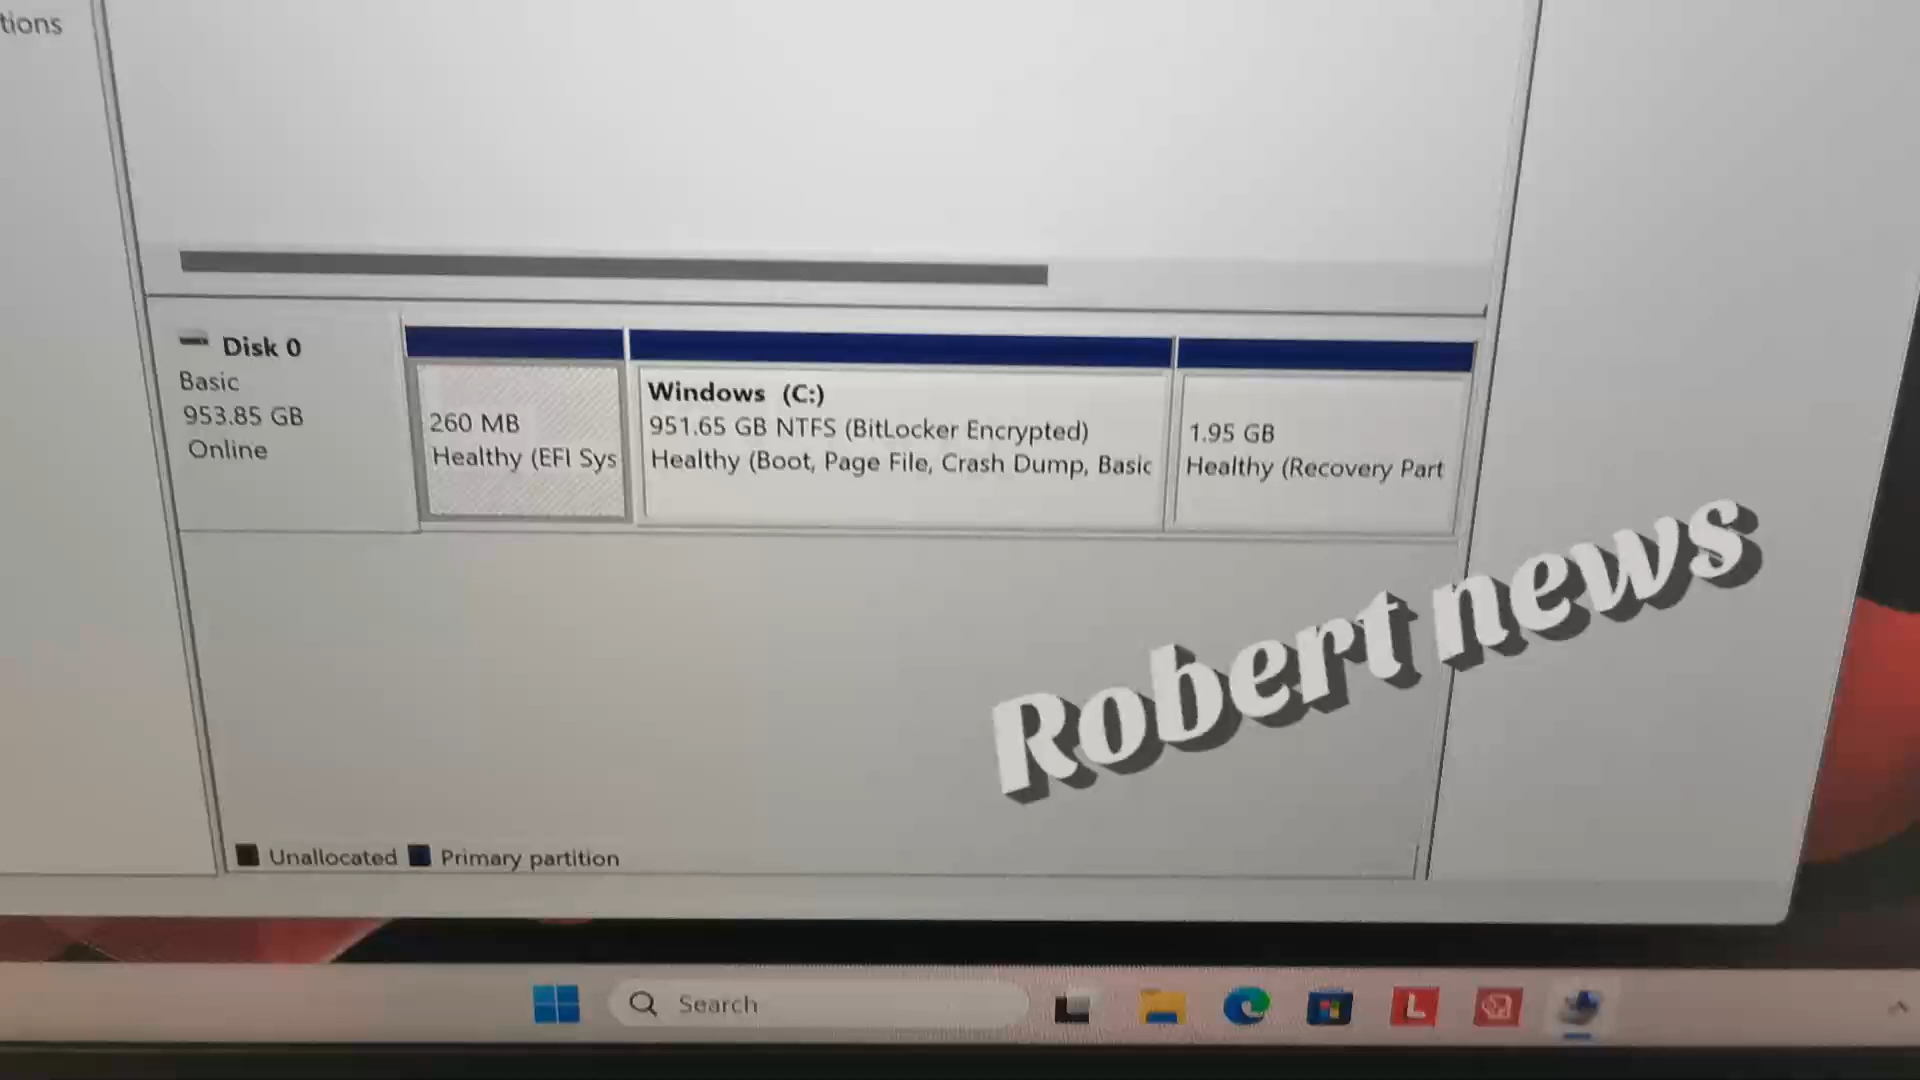 tions
Disk 0
Basic
953.85 GB
Online
260 MB
Healthy (EFI Sys
Windows (C:)
951.65 GB NTFS (BitLocker Encrypted)
Healthy (Boot, Page File, Crash Dump, Basic
1.95 GB
Healthy (Recovery Part
Robert news
Unallocated
Primary partition
Search
L